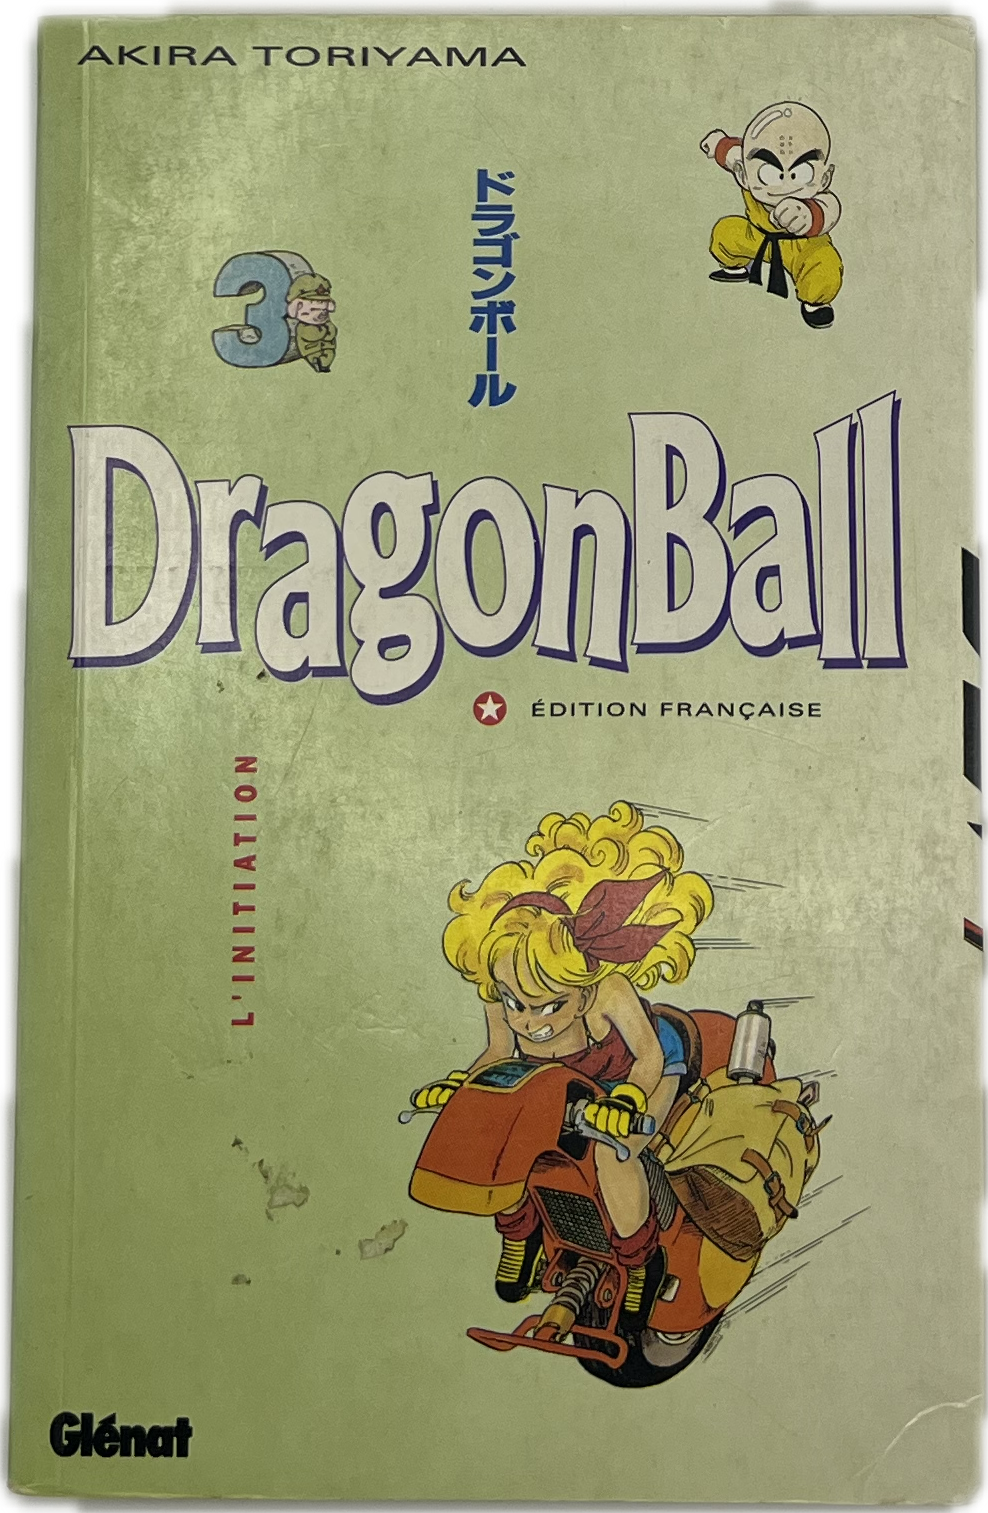 AKIRA TORIYAMA
ドラゴンボール
3
DragonBall
ÉDITION FRANÇAISE
L'INITIATION
Glénat